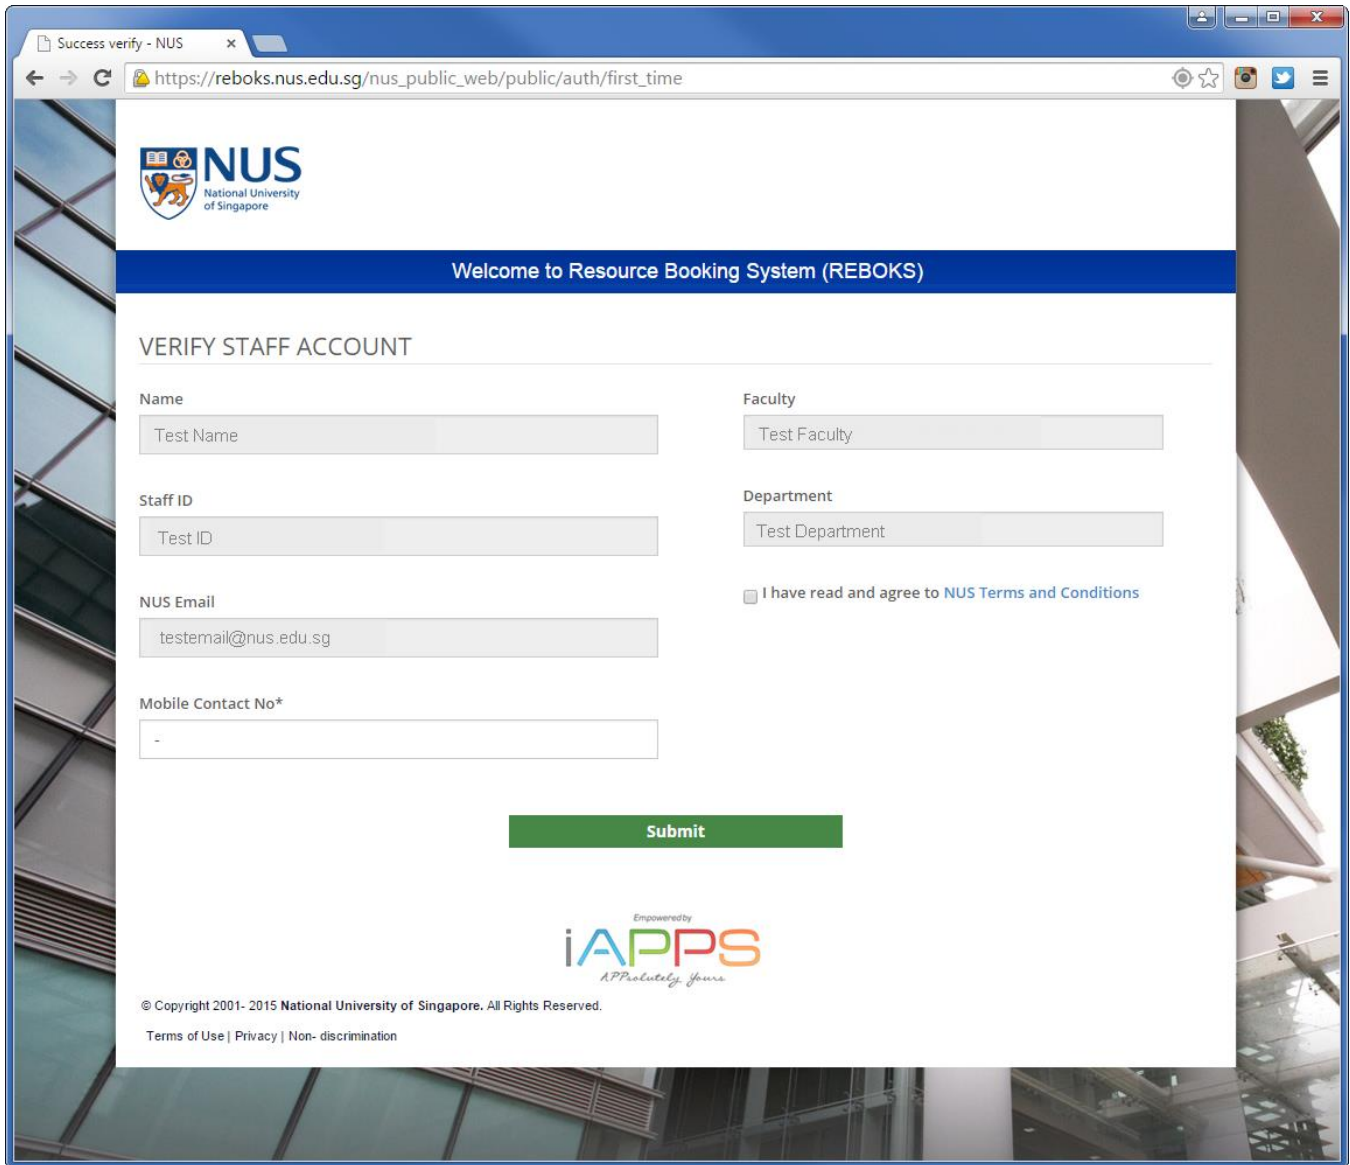 Success verify - NUS
https://reboks.nus.edu.sg/nus_public_web/public/auth/first_time
NUS
National University
of Singapore
Welcome to Resource Booking System (REBOKS)
VERIFY STAFF ACCOUNT
Name
Test Name
Faculty
Test Faculty
Staff ID
Test ID
Department
Test Department
I have read and agree to NUS Terms and Conditions
NUS Email
testemail@nus.edu.sg
Mobile Contact No*
-
Submit
Empowered by
iAPPS
APPsolutely Yours
© Copyright 2001- 2015 National University of Singapore. All Rights Reserved.
Terms of Use | Privacy | Non- discrimination